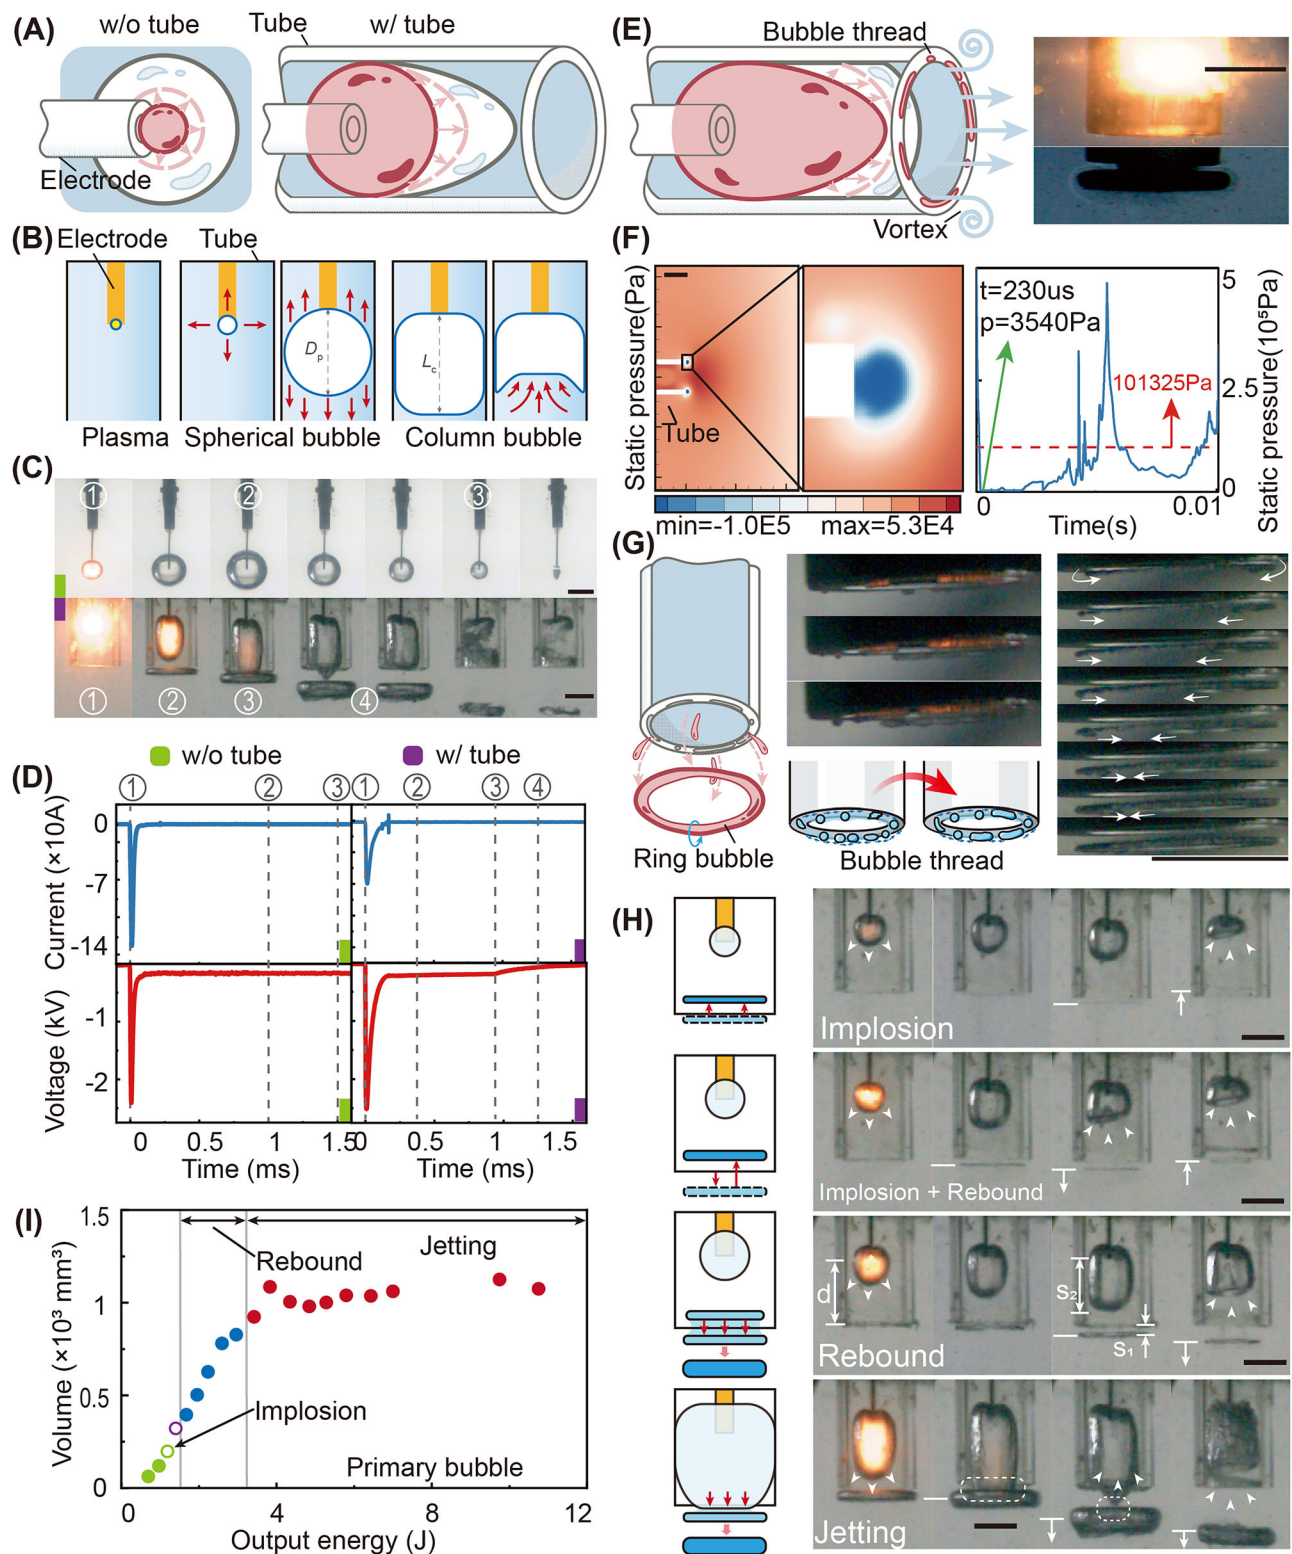 (A)
w/o tube
Tube
w/ tube
Electrode
(E)
Bubble thread
Vortex
(B)
Electrode
Tube
Dp
Lc
Plasma
Spherical bubble
Column bubble
(F)
Static pressure(Pa)
Tube
min=-1.0E5
max=5.3E4
t=230us
p=3540Pa
101325Pa
5
2.5
0
Static pressure(10⁵Pa)
0
0.01
Time(s)
(C)
① ② ③
① ② ③ ④
(G)
Ring bubble
Bubble thread
w/o tube
w/ tube
(D)
① ② ③ ① ② ③ ④
Current (×10A)
0
-7
-14
Voltage (kV)
-1
-2
0 0.5 1 1.5 0 0.5 1 1.5
Time (ms)
Time (ms)
(H)
Implosion
Implosion + Rebound
d
s₂
s₁
Rebound
Jetting
(I)
Volume (×10³ mm³)
1.5
1
0.5
0
Rebound
Jetting
Implosion
Primary bubble
0 4 8 12
Output energy (J)